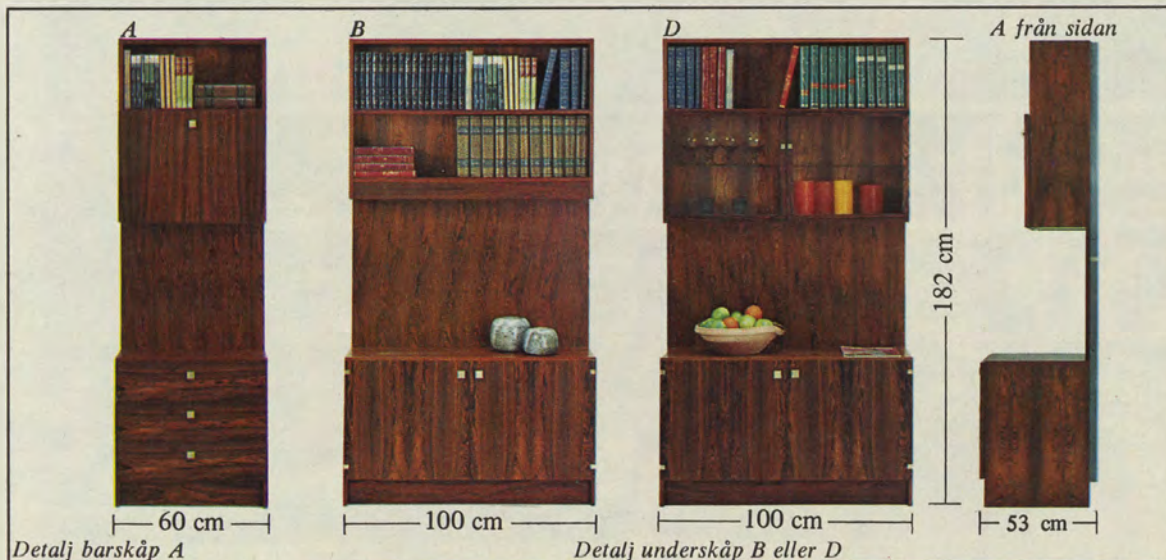 A
B
D
A från sidan
182 cm
60 cm
100 cm
100 cm
53 cm
Detalj barskåp A
Detalj underskåp B eller D